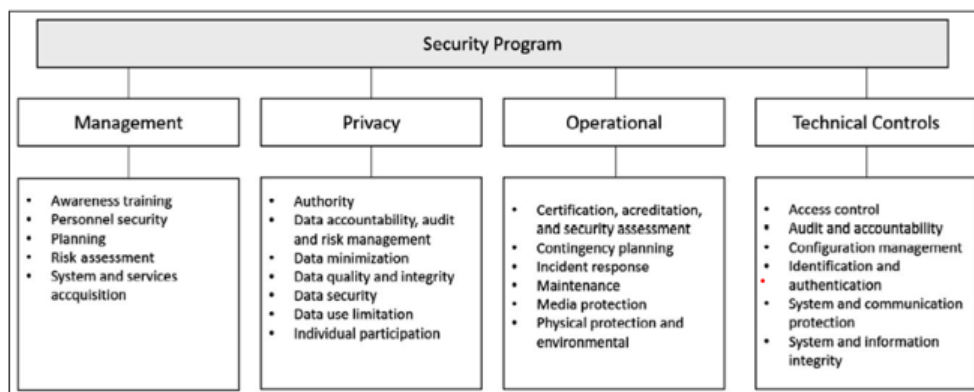 Security Program
Management
Privacy
Operational
Technical Controls
• Awareness training
• Personnel security
• Planning
• Risk assessment
• System and services
accquisition
• Authority
• Data accountability, audit
and risk management
• Data minimization
• Data quality and integrity
• Data security
• Data use limitation
• Individual participation
• Certification, acreditation,
and security assessment
• Contingency planning
• Incident response
• Maintenance
• Media protection
• Physical protection and
environmental
• Access control
• Audit and accountability
• Configuration management
• Identification and
• authentication
• System and communication
protection
• System and information
integrity